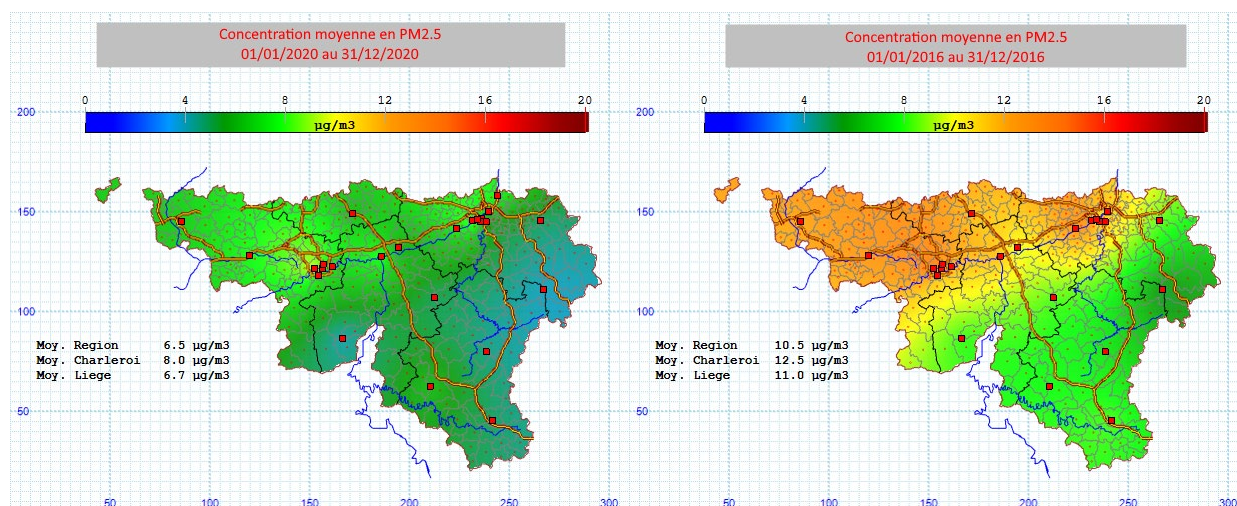 Concentration moyenne en PM2.5
01/01/2020 au 31/12/2020
0 4 8 12 16 20
µg/m3
200
150
100
50
Moy. Region 6.5 µg/m3
Moy. Charleroi 8.0 µg/m3
Moy. Liege 6.7 µg/m3
50 100 150 200 250 300
Concentration moyenne en PM2.5
01/01/2016 au 31/12/2016
0 4 8 12 16 20
µg/m3
200
150
100
50
Moy. Region 10.5 µg/m3
Moy. Charleroi 12.5 µg/m3
Moy. Liege 11.0 µg/m3
50 100 150 200 250 300